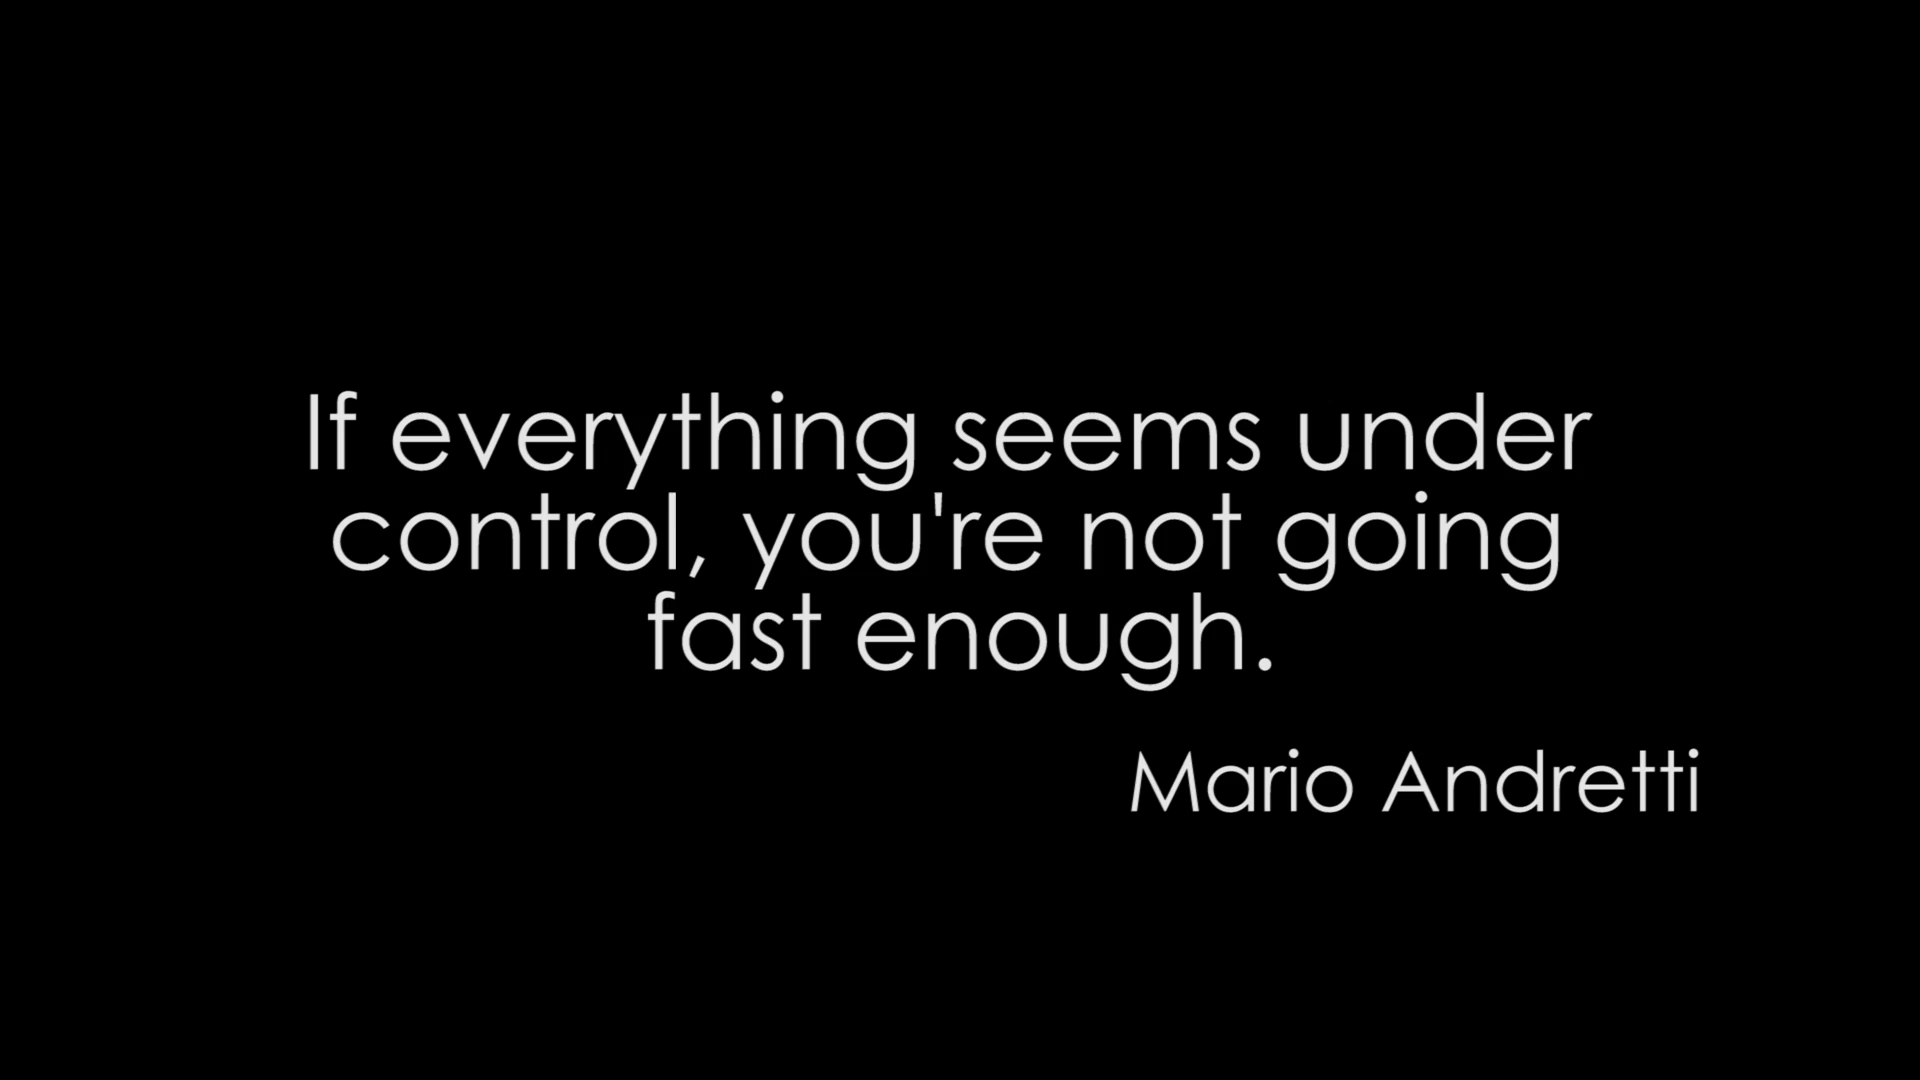 If everything seems under
control, you're not going
fast enough.
Mario Andretti